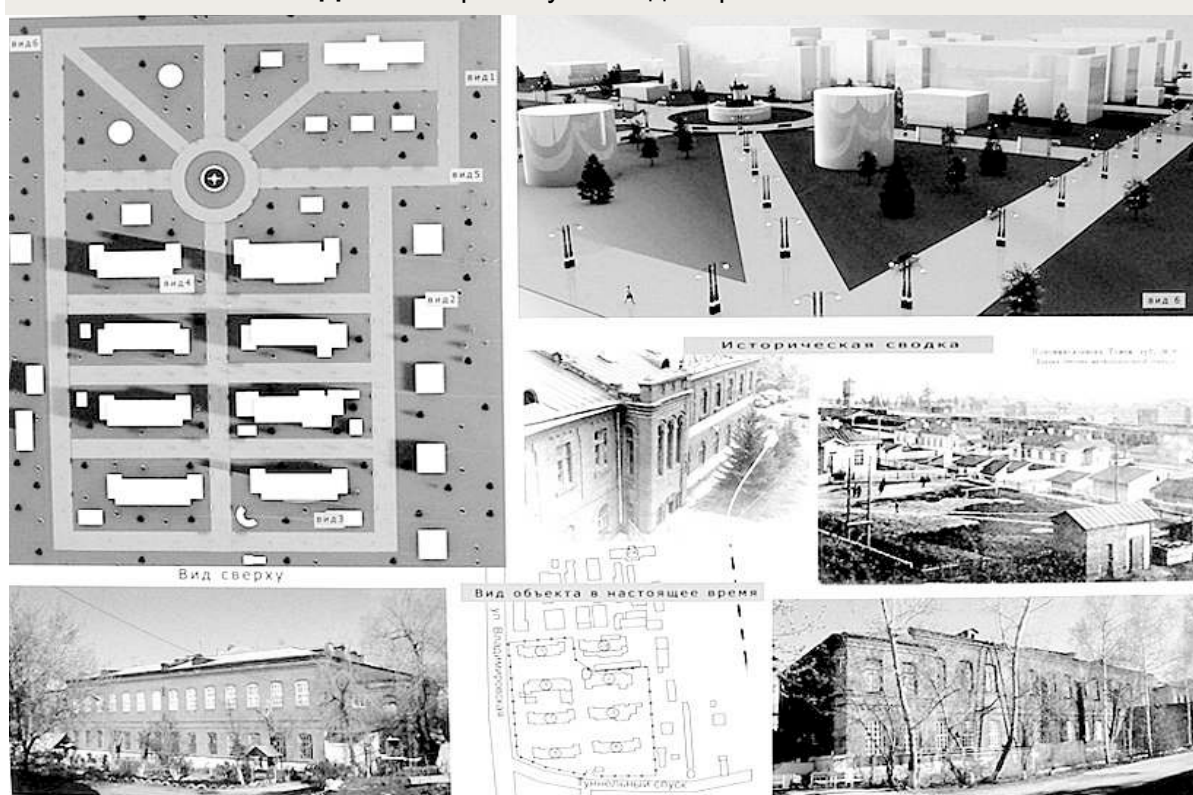 вид6
вид1
вид5
вид4
вид2
вид3
Вид сверху
вид 6
Историческая сводка
Вид объекта в настоящее время
ул Владимировская
Туннельный спуск